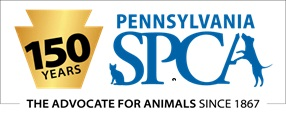 150
YEARS
PENNSYLVANIA
SPCA
THE ADVOCATE FOR ANIMALS SINCE 1867